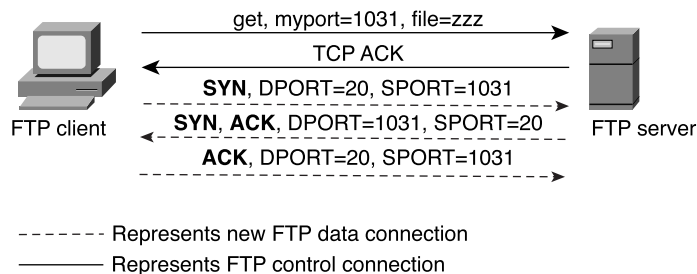 get, myport=1031, file=zzz
TCP ACK
SYN, DPORT=20, SPORT=1031
SYN, ACK, DPORT=1031, SPORT=20
ACK, DPORT=20, SPORT=1031
FTP client
FTP server
Represents new FTP data connection
Represents FTP control connection